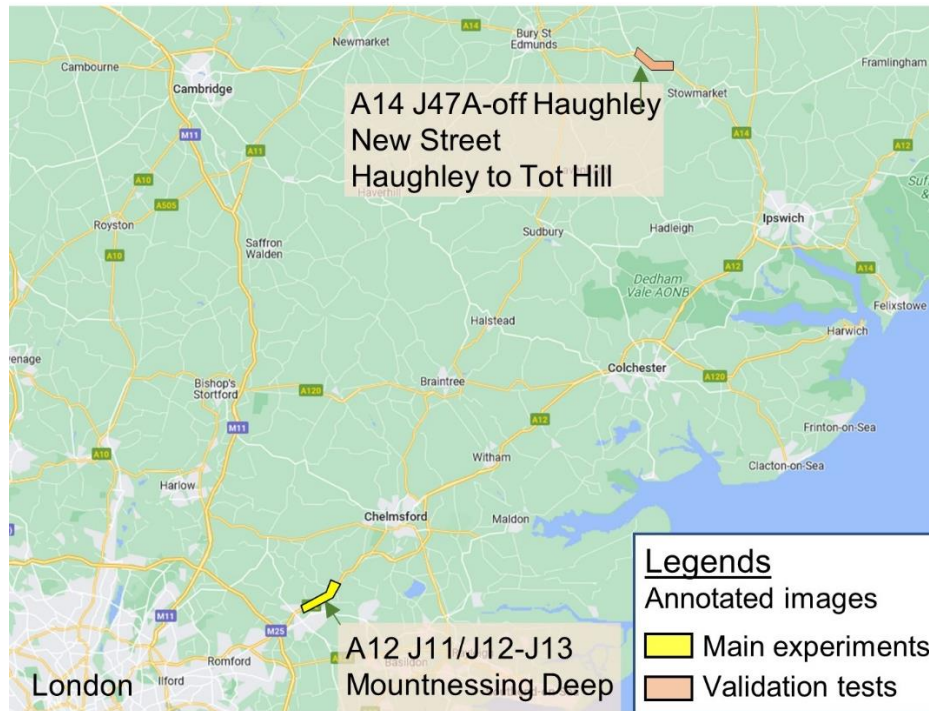 A14
Newmarket
Bury St
Edmunds
Cambourne
Cambridge
Framlingham
Stowmarket
A14 J47A-off Haughley
New Street
Haughley to Tot Hill
M11
A11
A14
A12
A10
Haverhill
A505
Royston
Ipswich
Sudbury
Hadleigh
A10
Saffron
Walden
A12
Dedham
Vale AONB
A14
Felixstowe
Halstead
Harwich
Colchester
Bishop's
Stortford
A120
Braintree
A120
M11
A12
Frinton-on-Sea
A10
Witham
Clacton-on-Sea
Harlow
Chelmsford
Maldon
Legends
Annotated images
M11
M25
A12 J11/J12-J13
Mountnessing Deep
Main experiments
Romford
Basildon
London
Ilford
Validation tests